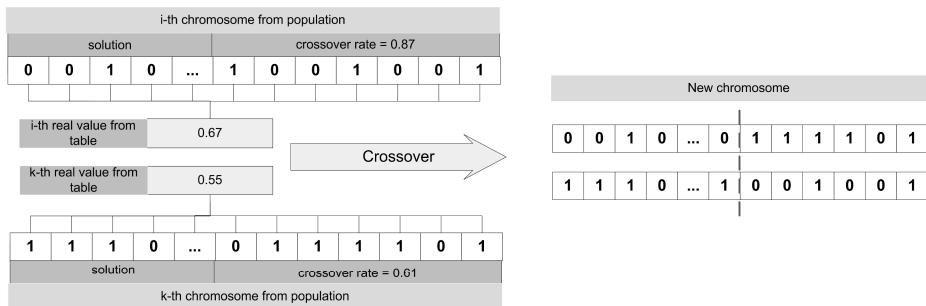 i-th chromosome from population
solution crossover rate = 0.87
0 0 1 0 ... 1 0 0 1 0 0 1
i-th real value from
table
0.67
k-th real value from
table
0.55
1 1 1 0 ... 0 1 1 1 1 0 1
solution crossover rate = 0.61
k-th chromosome from population
Crossover
New chromosome
0 0 1 0 ... 0 1 1 1 1 0 1
1 1 1 0 ... 1 0 0 1 0 0 1